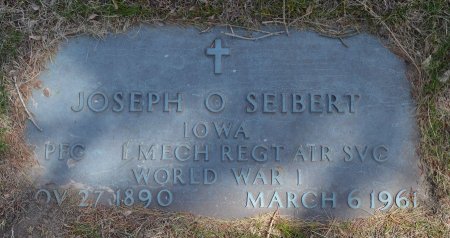 JOSEPH O SEIBERT
IOWA
PFC 1 MECH REGT AIR SVC
WORLD WAR I
OV 27 1890 MARCH 6 1961